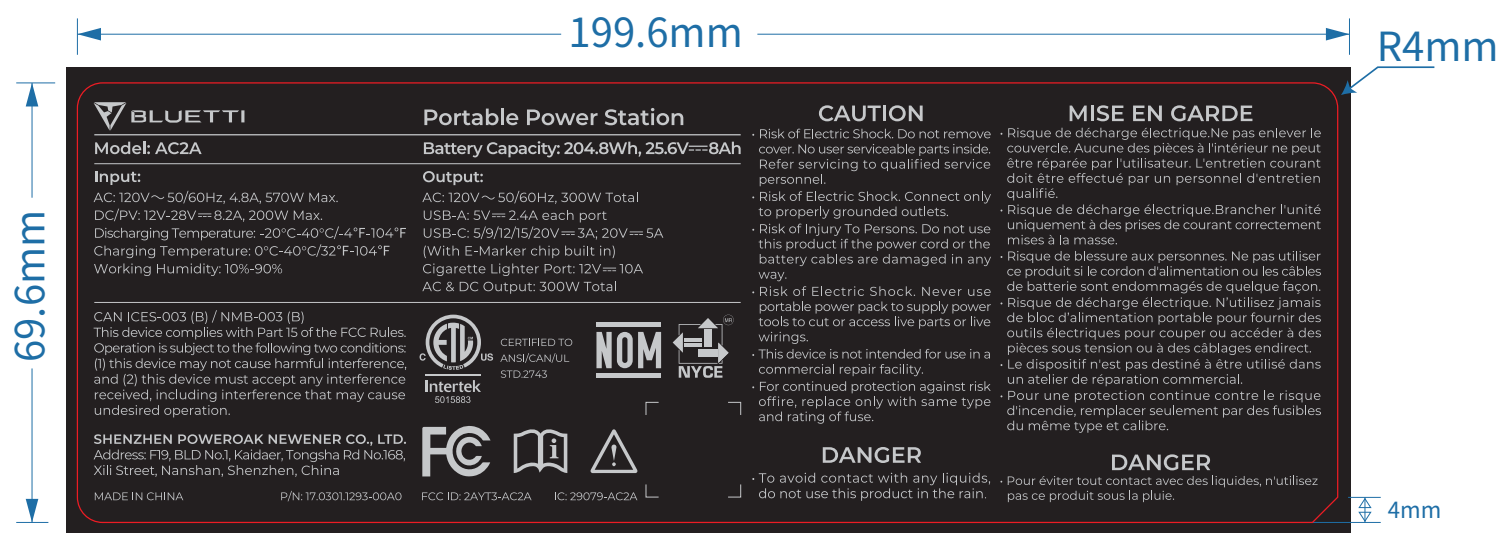 199.6mm
R4mm
69.6mm
BLUETTI
Portable Power Station
Model: AC2A
Battery Capacity: 204.8Wh, 25.6V⎓8Ah
Input:
AC: 120V～50/60Hz, 4.8A, 570W Max.
DC/PV: 12V-28V⎓8.2A, 200W Max.
Discharging Temperature: -20°C-40°C/-4°F-104°F
Charging Temperature: 0°C-40°C/32°F-104°F
Working Humidity: 10%-90%
Output:
AC: 120V～50/60Hz, 300W Total
USB-A: 5V⎓2.4A each port
USB-C: 5/9/12/15/20V⎓3A; 20V⎓5A
(With E-Marker chip built in)
Cigarette Lighter Port: 12V⎓10A
AC & DC Output: 300W Total
CAN ICES-003 (B) / NMB-003 (B)
This device complies with Part 15 of the FCC Rules.
Operation is subject to the following two conditions:
(1) this device may not cause harmful interference,
and (2) this device must accept any interference
received, including interference that may cause
undesired operation.
C ETL US
LISTED
Intertek
5015883
CERTIFIED TO
ANSI/CAN/UL
STD.2743
NOM
MR
NYCE
SHENZHEN POWEROAK NEWENER CO., LTD.
Address: F19, BLD No.1, Kaidaer, Tongsha Rd No.168,
Xili Street, Nanshan, Shenzhen, China
MADE IN CHINA
P/N: 17.0301.1293-00A0
FC
FCC ID: 2AYT3-AC2A
IC: 29079-AC2A
CAUTION
· Risk of Electric Shock. Do not remove
cover. No user serviceable parts inside.
Refer servicing to qualified service
personnel.
· Risk of Electric Shock. Connect only
to properly grounded outlets.
· Risk of Injury To Persons. Do not use
this product if the power cord or the
battery cables are damaged in any
way.
· Risk of Electric Shock. Never use
portable power pack to supply power
tools to cut or access live parts or live
wirings.
· This device is not intended for use in a
commercial repair facility.
· For continued protection against risk
offire, replace only with same type
and rating of fuse.
DANGER
· To avoid contact with any liquids,
do not use this product in the rain.
MISE EN GARDE
· Risque de décharge électrique.Ne pas enlever le
couvercle. Aucune des pièces à l'intérieur ne peut
être réparée par l'utilisateur. L'entretien courant
doit être effectué par un personnel d'entretien
qualifié.
· Risque de décharge électrique.Brancher l'unité
uniquement à des prises de courant correctement
mises à la masse.
· Risque de blessure aux personnes. Ne pas utiliser
ce produit si le cordon d'alimentation ou les câbles
de batterie sont endommagés de quelque façon.
· Risque de décharge électrique. N’utilisez jamais
de bloc d’alimentation portable pour fournir des
outils électriques pour couper ou accéder à des
pièces sous tension ou à des câblages endirect.
· Le dispositif n'est pas destiné à être utilisé dans
un atelier de réparation commercial.
· Pour une protection continue contre le risque
d'incendie, remplacer seulement par des fusibles
du même type et calibre.
DANGER
· Pour éviter tout contact avec des liquides, n'utilisez
pas ce produit sous la pluie.
4mm